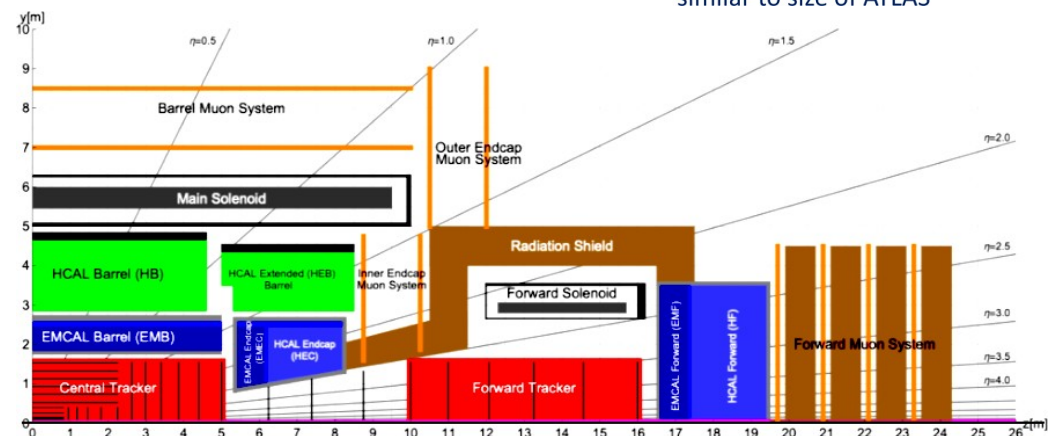 similar to size of ATLAS
y[m]
10
9
8
7
6
5
4
3
2
1
0
η=0.5
η=1.0
η=1.5
η=2.0
η=2.5
η=3.0
η=3.5
η=4.0
Barrel Muon System
Outer Endcap
Muon System
Main Solenoid
Radiation Shield
HCAL Barrel (HB)
HCAL Extended (HEB)
Barrel
Inner Endcap
Muon System
Forward Solenoid
EMCAL Barrel (EMB)
EMCAL Endcap
(EMEC)
HCAL Endcap
(HEC)
EMCAL Forward (EMF)
HCAL Forward (HF)
Forward Muon System
Central Tracker
Forward Tracker
0 1 2 3 4 5 6 7 8 9 10 11 12 13 14 15 16 17 18 19 20 21 22 23 24 25 26 z[m]